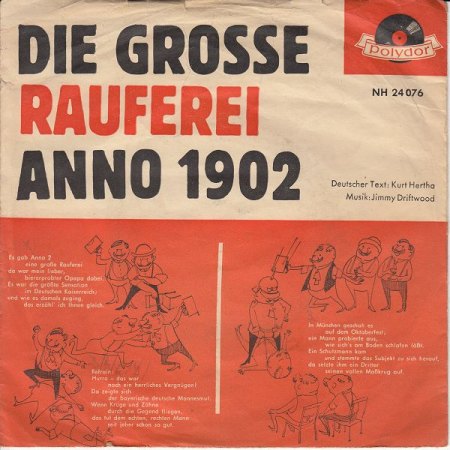 DIE GROSSE
RAUFEREI
ANNO 1902
Polydor
NH 24 076
Deutscher Text: Kurt Hertha
Musik: Jimmy Driftwood
Es gab Anno 2
eine große Rauferei
da war mein lieber,
bierzerprobter Opapa dabei.
Es war die größte Sensation
im Deutschen Kaiserreich;
und wie es damals zuging,
das erzähl' ich Ihnen gleich.
Refrain:
Hurra – das war
noch ein herrliches Vergnügen!
Da zeigte sich
der bayerische deutsche Mannesmut.
Wenn Krüge und Zähne
durch die Gegend fliegen,
das tut dem echten, rechten Mann
seit jeher schon so gut.
In München geschah es
auf dem Oktoberfest;
ein Mann probierte aus,
wie sich's am Boden schlafen läßt.
Ein Schutzmann kam
und stemmte das Subjekt zu sich herauf,
da setzte ihm ein Dritter
seinen vollen Maßkrug auf.